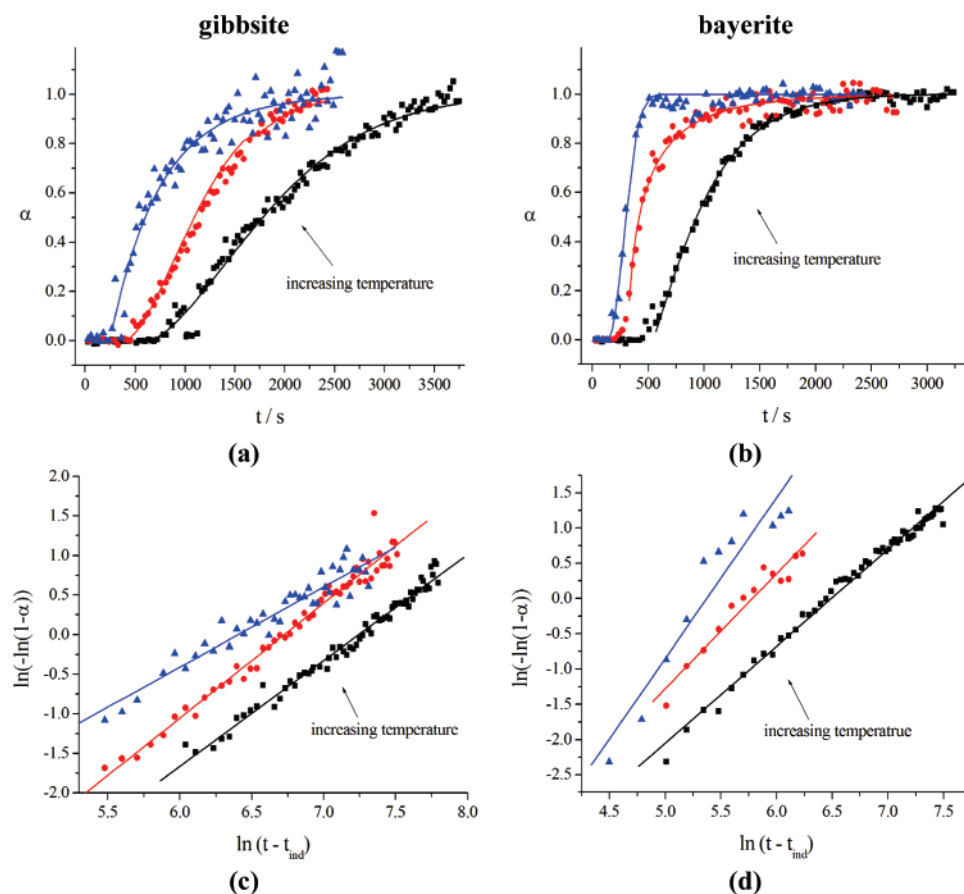 gibbsite
bayerite
1.0
0.8
0.6
α
0.4
0.2
0.0
increasing temperature
0 500 1000 1500 2000 2500 3000 3500
t / s
(a)
1.0
0.8
0.6
α
0.4
0.2
0.0
increasing temperature
0 500 1000 1500 2000 2500 3000
t / s
(b)
2.0
1.5
1.0
0.5
0.0
-0.5
-1.0
-1.5
-2.0
ln(-ln(1-α))
increasing temperature
5.5 6.0 6.5 7.0 7.5 8.0
ln (t - tind)
(c)
1.5
1.0
0.5
0.0
-0.5
-1.0
-1.5
-2.0
-2.5
ln(-ln(1-α))
increasing temperatrue
4.5 5.0 5.5 6.0 6.5 7.0 7.5
ln (t - tind)
(d)